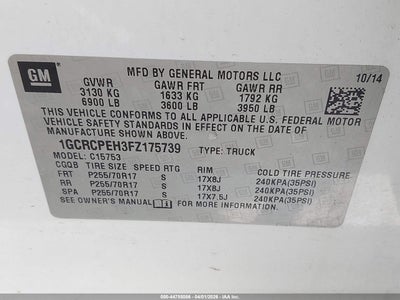 GM
MFD BY GENERAL MOTORS LLC
10/14
GVWR GAWR FRT GAWR RR
3130 KG 1633 KG 1792 KG
6900 LB 3600 LB 3950 LB
THIS VEHICLE CONFORMS TO ALL APPLICABLE U.S. FEDERAL MOTOR
VEHICLE SAFETY STANDARDS IN EFFECT ON THE DATE OF
MANUFACTURE SHOWN ABOVE.
1GCRCPEH3FZ175739 TYPE: TRUCK
C15753
CGQB TIRE SIZE SPEED RTG RIM COLD TIRE PRESSURE
FRT P255/70R17 S 17X8J 240KPA(35PSI)
RR P255/70R17 S 17X8J 240KPA(35PSI)
SPA P255/70R17 S 17X7.5J 240KPA(35PSI)
SEE OWNER'S MANUAL FOR MORE INFORMATION.